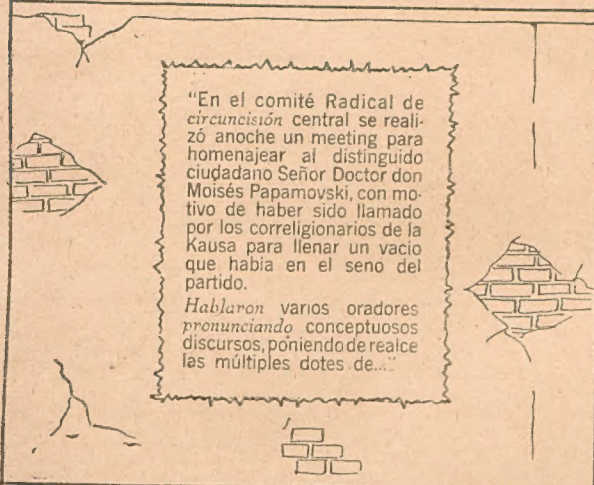 "En el comité Radical de
circuncisión central se reali-
zó anoche un meeting para
homenajear al distinguido
ciudadano Señor Doctor don
Moisés Papamovski, con mo-
tivo de haber sido llamado
por los correligionarios de la
Kausa para llenar un vacio
que habia en el seno del
partido.
Hablaron varios oradores
pronunciando conceptuosos
discursos, poniendo de realce
las múltiples dotes de..."